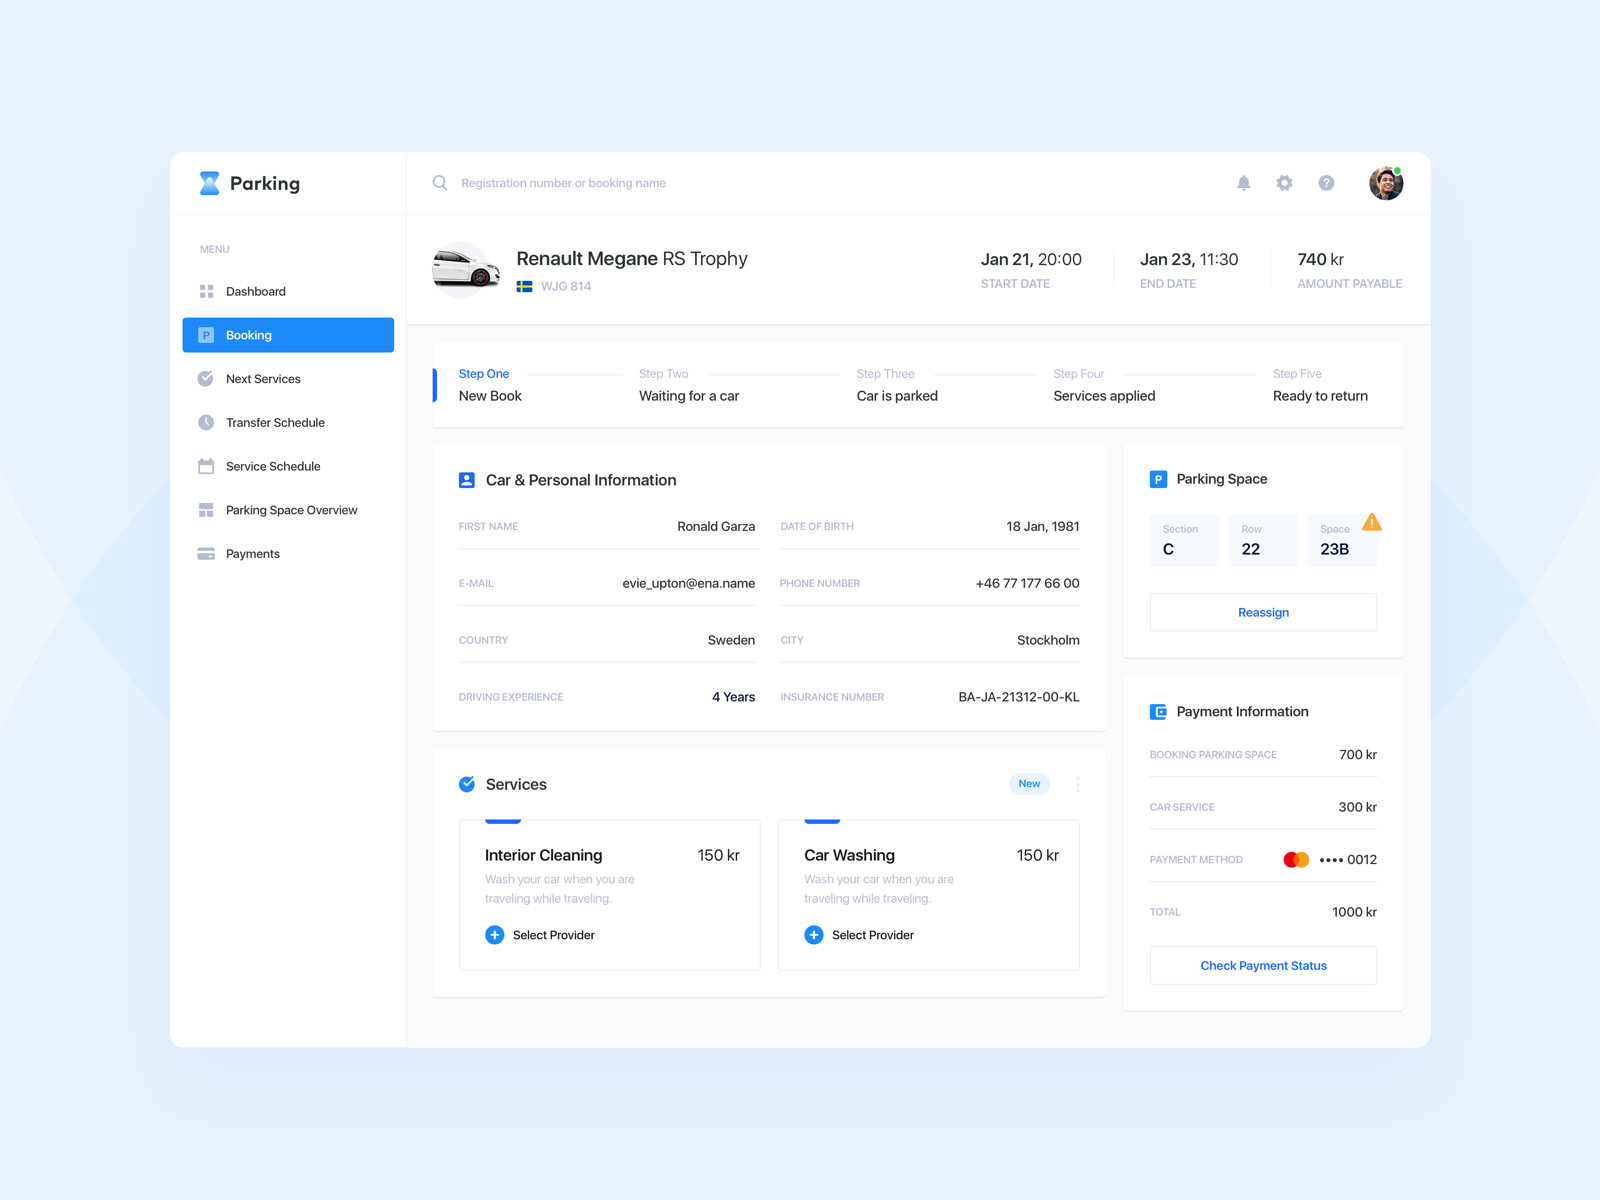 Parking
Registration number or booking name
MENU
Dashboard
P Booking
Next Services
Transfer Schedule
Service Schedule
Parking Space Overview
Payments
Renault Megane RS Trophy
WJG 814
Jan 21, 20:00
START DATE
Jan 23, 11:30
END DATE
740 kr
AMOUNT PAYABLE
Step One
New Book
Step Two
Waiting for a car
Step Three
Car is parked
Step Four
Services applied
Step Five
Ready to return
Car & Personal Information
FIRST NAME Ronald Garza
DATE OF BIRTH 18 Jan, 1981
E-MAIL evie_upton@ena.name
PHONE NUMBER +46 77 177 66 00
COUNTRY Sweden
CITY Stockholm
DRIVING EXPERIENCE 4 Years
INSURANCE NUMBER BA-JA-21312-00-KL
Services
New
Interior Cleaning 150 kr
Wash your car when you are
traveling while traveling.
Select Provider
Car Washing 150 kr
Wash your car when you are
traveling while traveling.
Select Provider
P Parking Space
Section
C
Row
22
Space
23B
Reassign
Payment Information
BOOKING PARKING SPACE 700 kr
CAR SERVICE 300 kr
PAYMENT METHOD •••• 0012
TOTAL 1000 kr
Check Payment Status